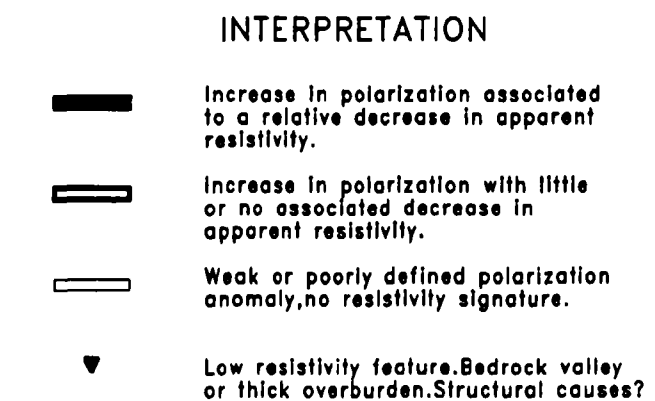 INTERPRETATION
Increase in polarization associated
to a relative decrease in apparent
resistivity.
Increase in polarization with little
or no associated decrease in
apparent resistivity.
Weak or poorly defined polarization
anomaly,no resistivity signature.
Low resistivity feature.Bedrock valley
or thick overburden.Structural causes?